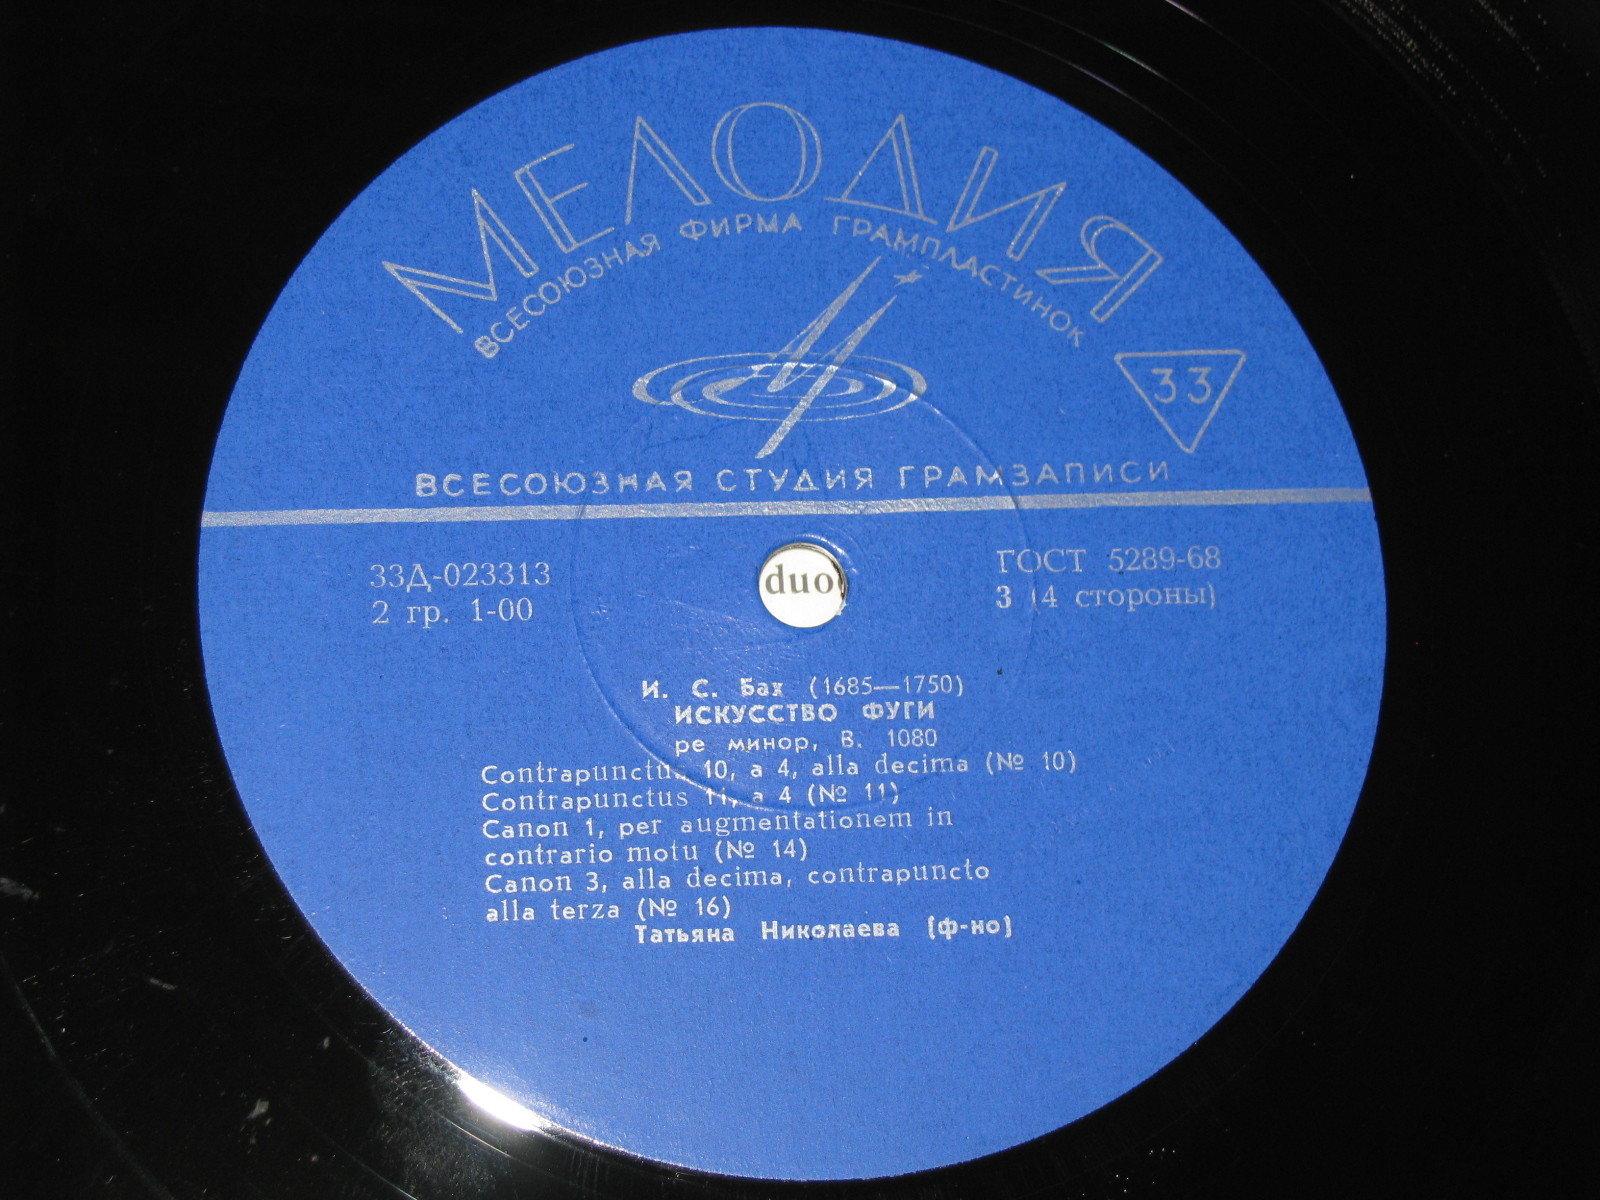 МЕЛОДИЯ
ВСЕСОЮЗНАЯ ФИРМА ГРАМПЛАСТИНОК
33
ВСЕСОЮЗНАЯ СТУДИЯ ГРАМЗАПИСИ
33Д-023313
2 гр. 1-00
duo
ГОСТ 5289-68
3 (4 стороны)
И. С. Бах (1685—1750)
ИСКУССТВО ФУГИ
ре минор, В. 1080
Contrapunctus 10, a 4, alla decima (№ 10)
Contrapunctus 11, a 4 (№ 11)
Canon 1, per augmentationem in
contrario motu (№ 14)
Canon 3, alla decima, contrapuncto
alla terza (№ 16)
Татьяна Николаева (ф-но)